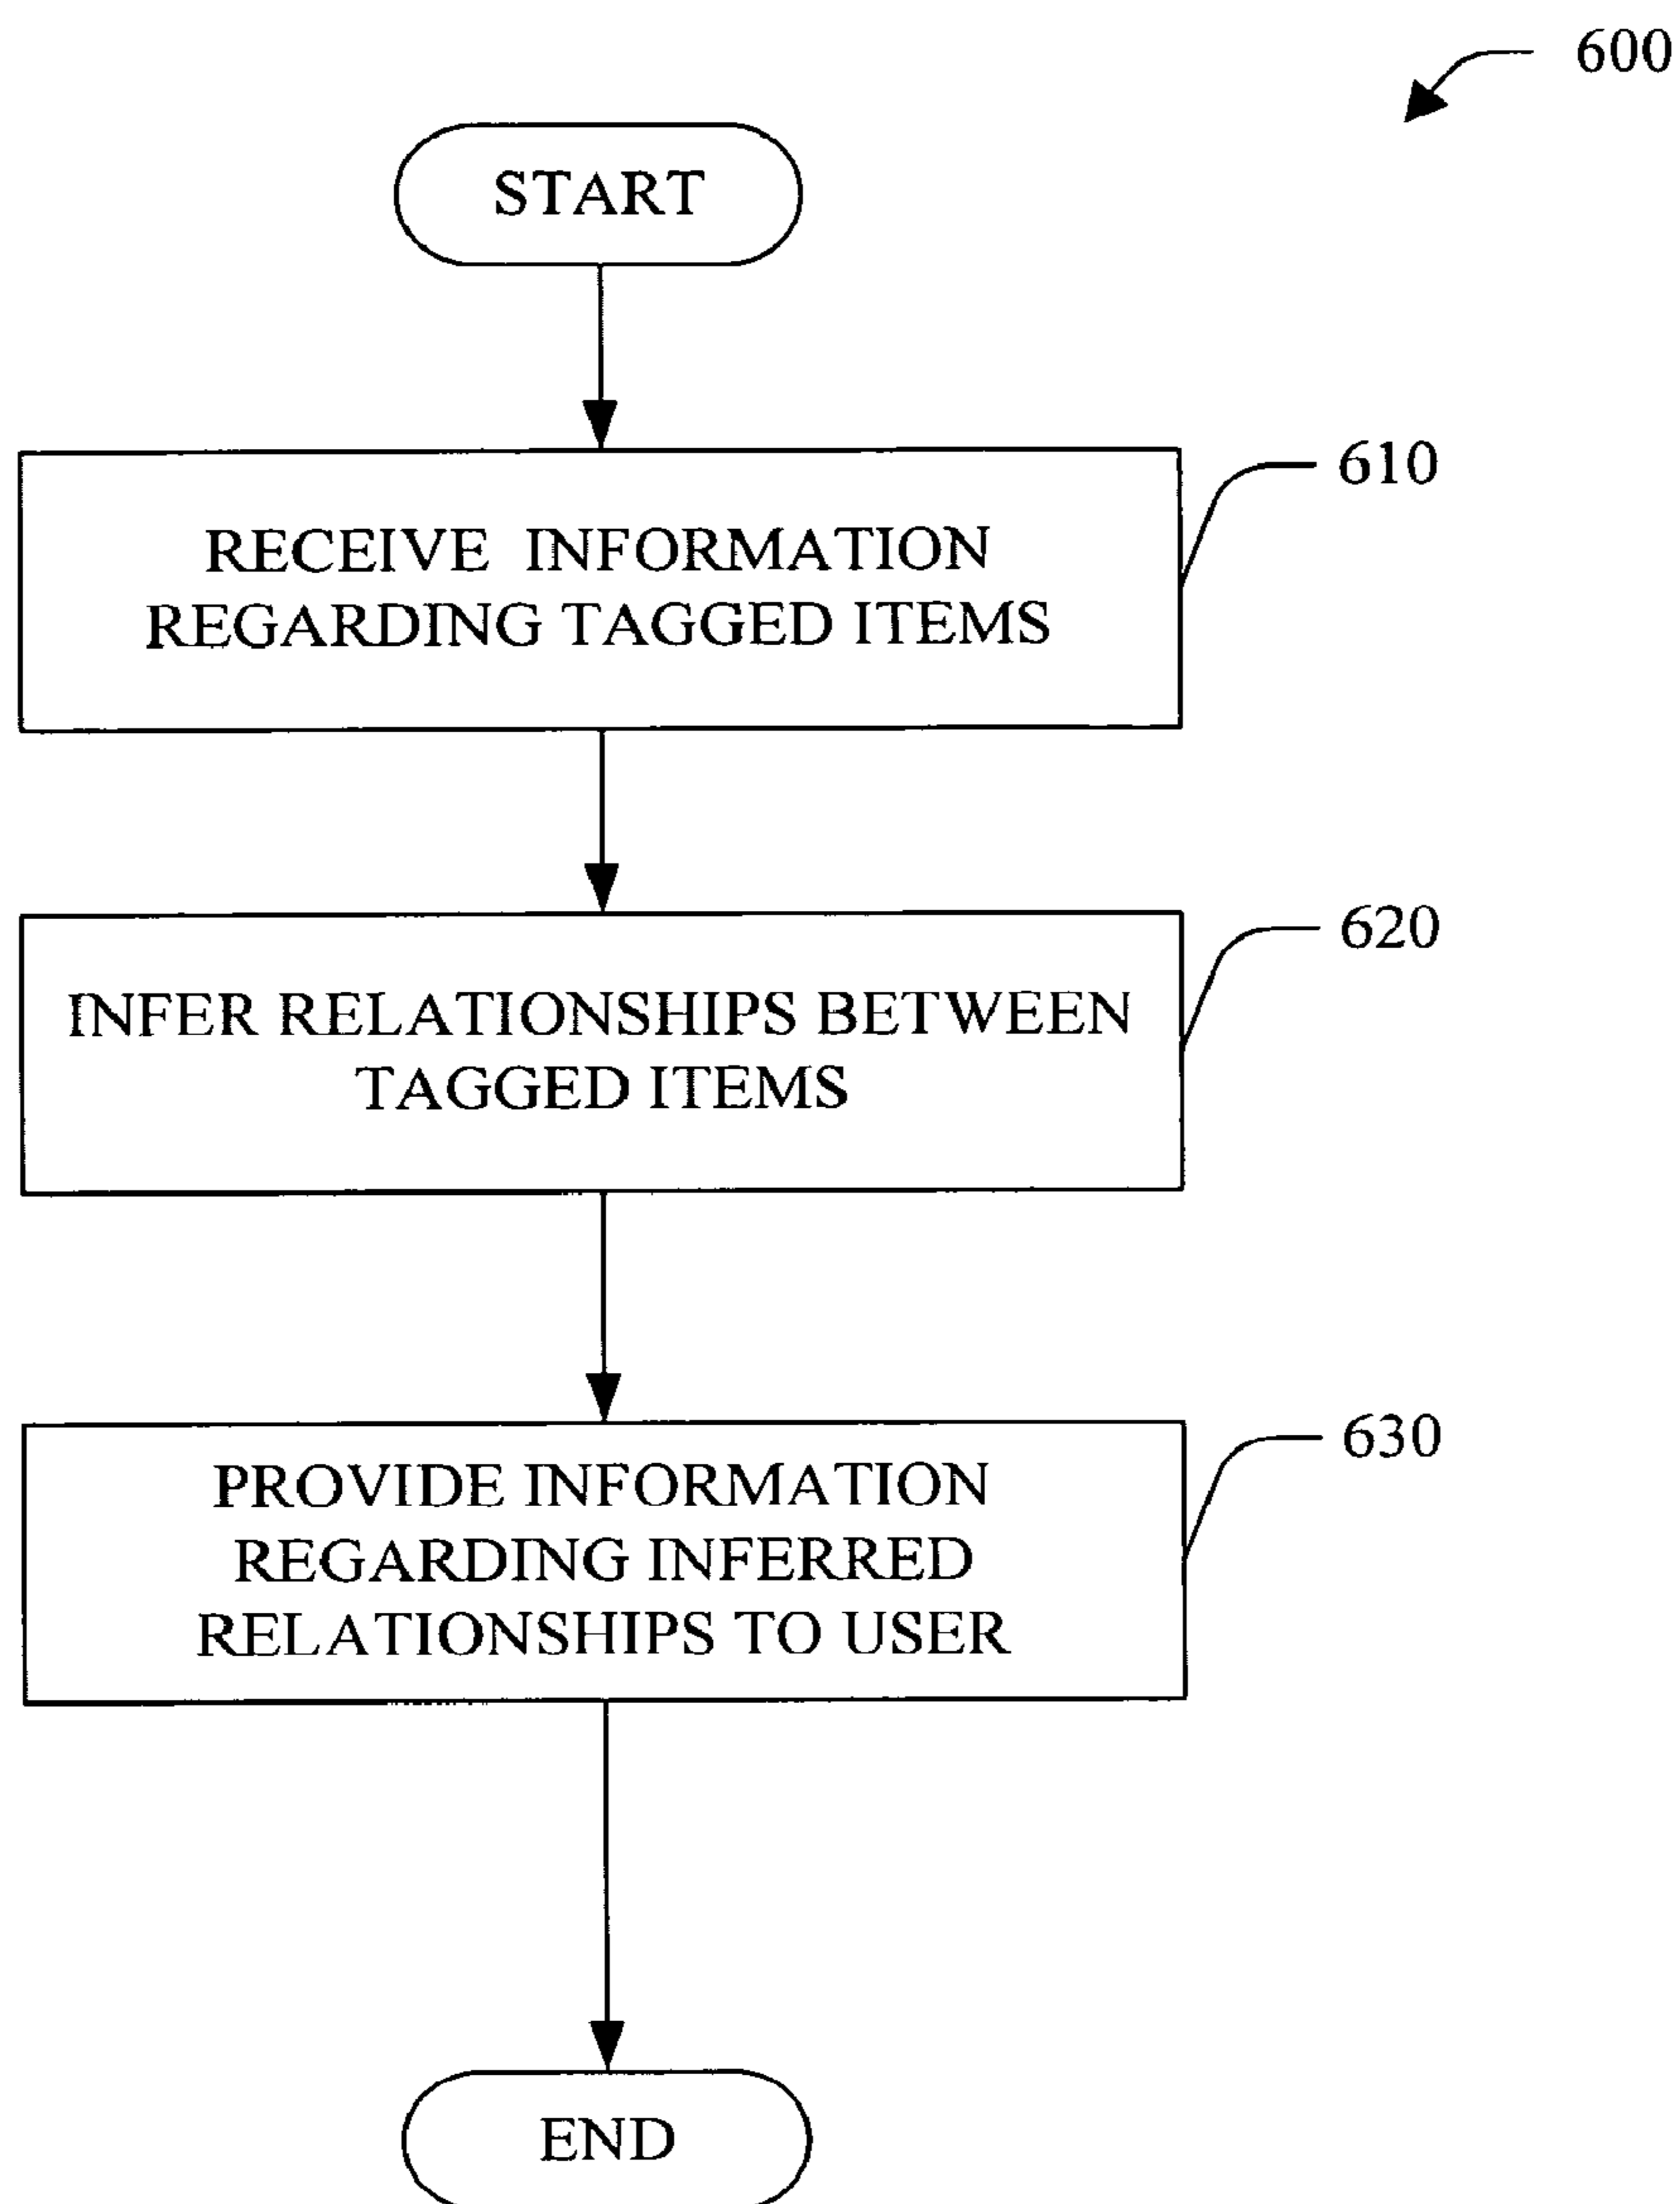 600
START
610
RECEIVE INFORMATION
REGARDING TAGGED ITEMS
620
INFER RELATIONSHIPS BETWEEN
TAGGED ITEMS
630
PROVIDE INFORMATION
REGARDING INFERRED
RELATIONSHIPS TO USER
END